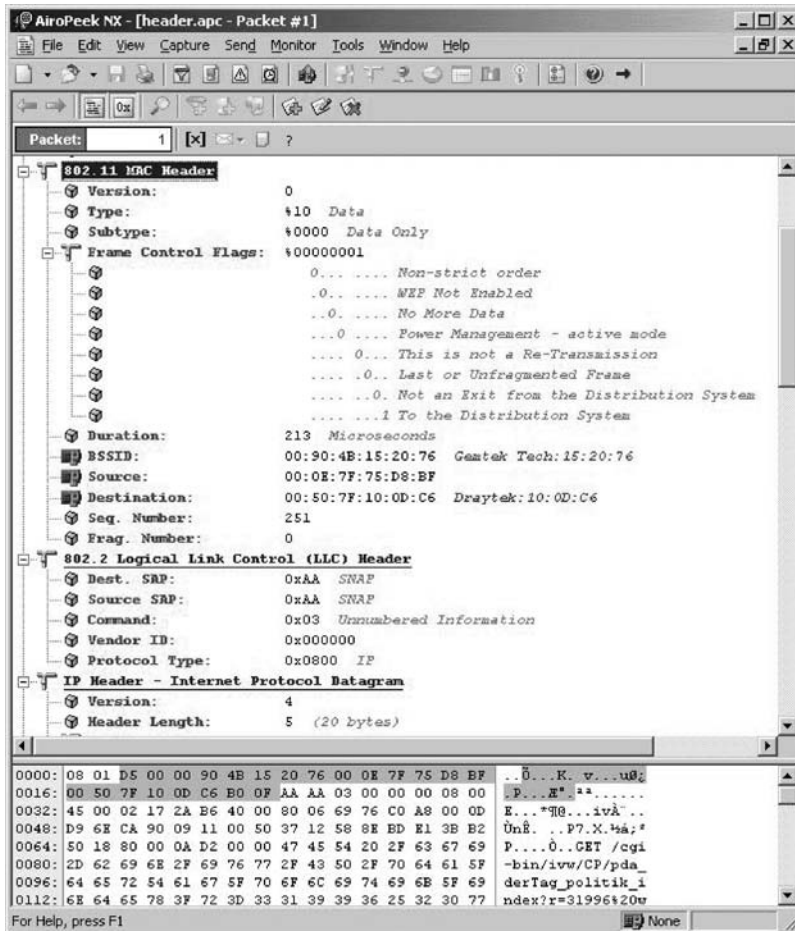 AiroPeek NX - [header.apc - Packet #1]
File Edit View Capture Send Monitor Tools Window Help
Packet: 1 [x] ?
802.11 MAC Header
Version: 0
Type: %10 Data
Subtype: %0000 Data Only
Frame Control Flags: %00000001
0... .... Non-strict order
.0.. .... WEP Not Enabled
..0. .... No More Data
...0 .... Power Management - active mode
.... 0... This is not a Re-Transmission
.... .0.. Last or Unfragmented Frame
.... ..0. Not an Exit from the Distribution System
.... ...1 To the Distribution System
Duration: 213 Microseconds
BSSID: 00:90:4B:15:20:76 Gemtek Tech:15:20:76
Source: 00:0E:7F:75:D8:BF
Destination: 00:50:7F:10:0D:C6 Draytek:10:0D:C6
Seq. Number: 251
Frag. Number: 0
802.2 Logical Link Control (LLC) Header
Dest. SAP: 0xAA SNAP
Source SAP: 0xAA SNAP
Command: 0x03 Unnumbered Information
Vendor ID: 0x000000
Protocol Type: 0x0800 IP
IP Header - Internet Protocol Datagram
Version: 4
Header Length: 5 (20 bytes)
0000: 08 01 D5 00 00 90 4B 15 20 76 00 0E 7F 75 D8 BF ..Õ...K. v...uØ¿
0016: 00 50 7F 10 0D C6 B0 0F AA AA 03 00 00 00 08 00 .P...Æ°.ªª......
0032: 45 00 02 17 2A B6 40 00 80 06 69 76 C0 A8 00 0D E...*¶@...ivÀ¨..
0048: D9 6E CA 90 09 11 00 50 37 12 58 8E BD E1 3B B2 ÙnÊ. ..P7.X.½á;²
0064: 50 18 80 00 0A D2 00 00 47 45 54 20 2F 63 67 69 P....Ò..GET /cgi
0080: 2D 62 69 6E 2F 69 76 77 2F 43 50 2F 70 64 61 5F -bin/ivw/CP/pda_
0096: 64 65 72 54 61 67 5F 70 6F 6C 69 74 69 6B 5F 69 derTag_politik_i
0112: 6E 64 65 78 3F 72 3D 33 31 39 39 36 25 32 30 77 ndex?r=31996%20w
For Help, press F1 None